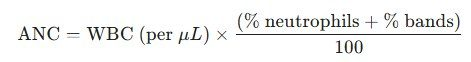 ANC = WBC (per μL) × (% neutrophils + % bands) / 100